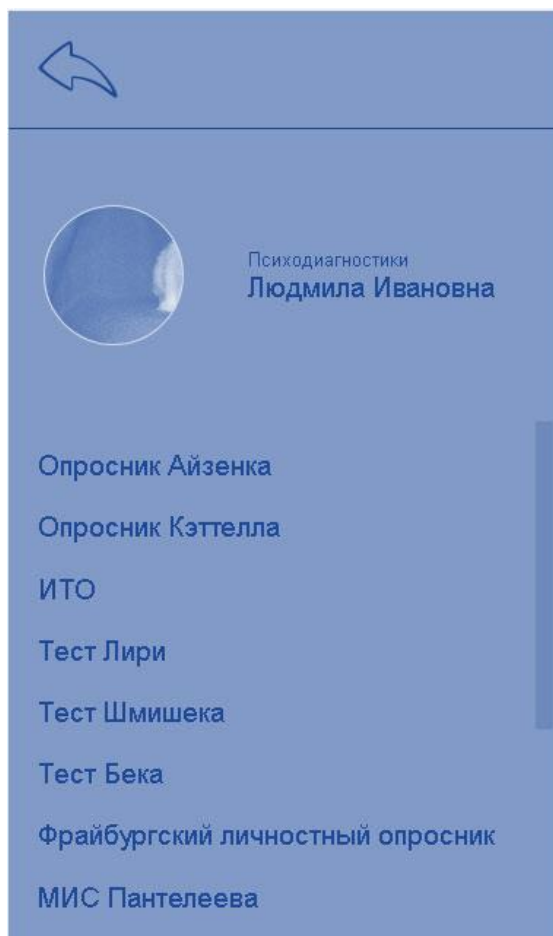 Психодиагностики
Людмила Ивановна
Опросник Айзенка
Опросник Кэттелла
ИТО
Тест Лири
Тест Шмишека
Тест Бека
Фрайбургский личностный опросник
МИС Пантелеева